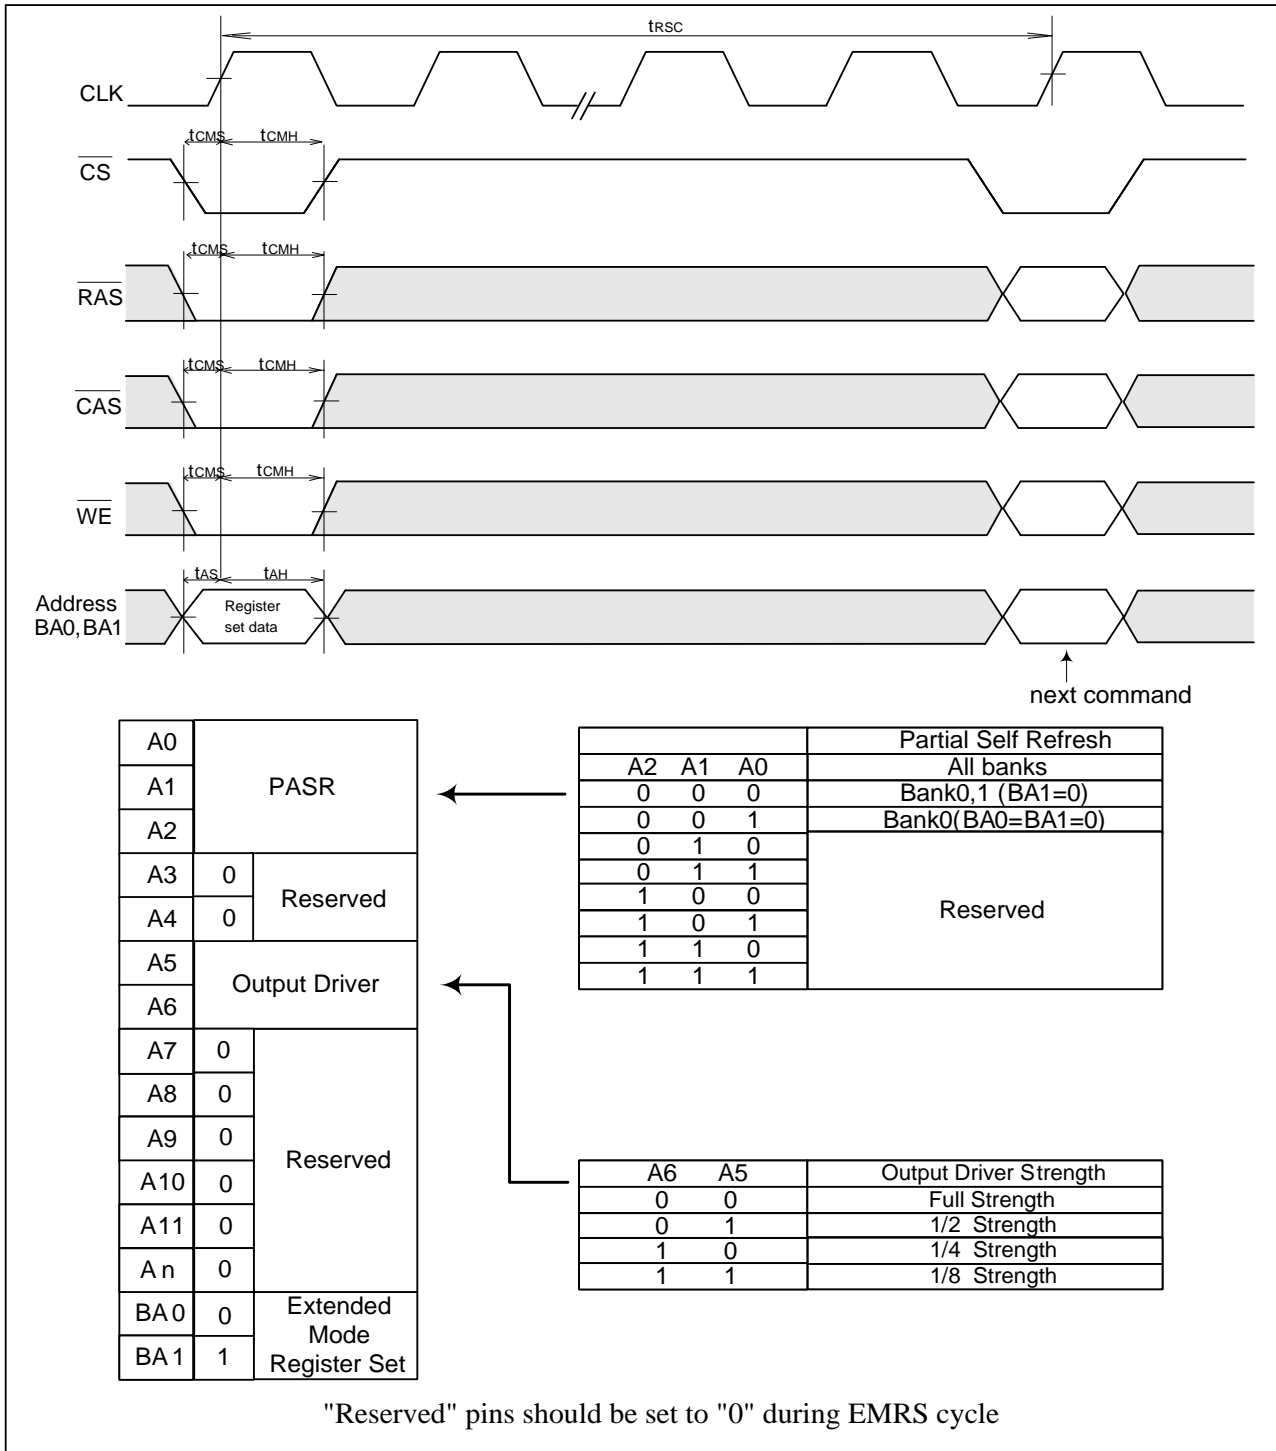 tRSC
CLK
tCMS tCMH
CS
tCMS tCMH
RAS
tCMS tCMH
CAS
tCMS tCMH
WE
tAS tAH
Address
BA0, BA1
Register
set data
next command
A0
A1
A2
PASR
A3 0
A4 0
Reserved
A5
A6
Output Driver
A7 0
A8 0
A9 0
A10 0
A11 0
An 0
Reserved
BA0 0
BA1 1
Extended
Mode
Register Set
Partial Self Refresh
A2 A1 A0 All banks
0 0 0 Bank0,1 (BA1=0)
0 0 1 Bank0(BA0=BA1=0)
0 1 0
0 1 1
1 0 0
1 0 1
1 1 0
1 1 1
Reserved
A6 A5 Output Driver Strength
0 0 Full Strength
0 1 1/2 Strength
1 0 1/4 Strength
1 1 1/8 Strength
"Reserved" pins should be set to "0" during EMRS cycle